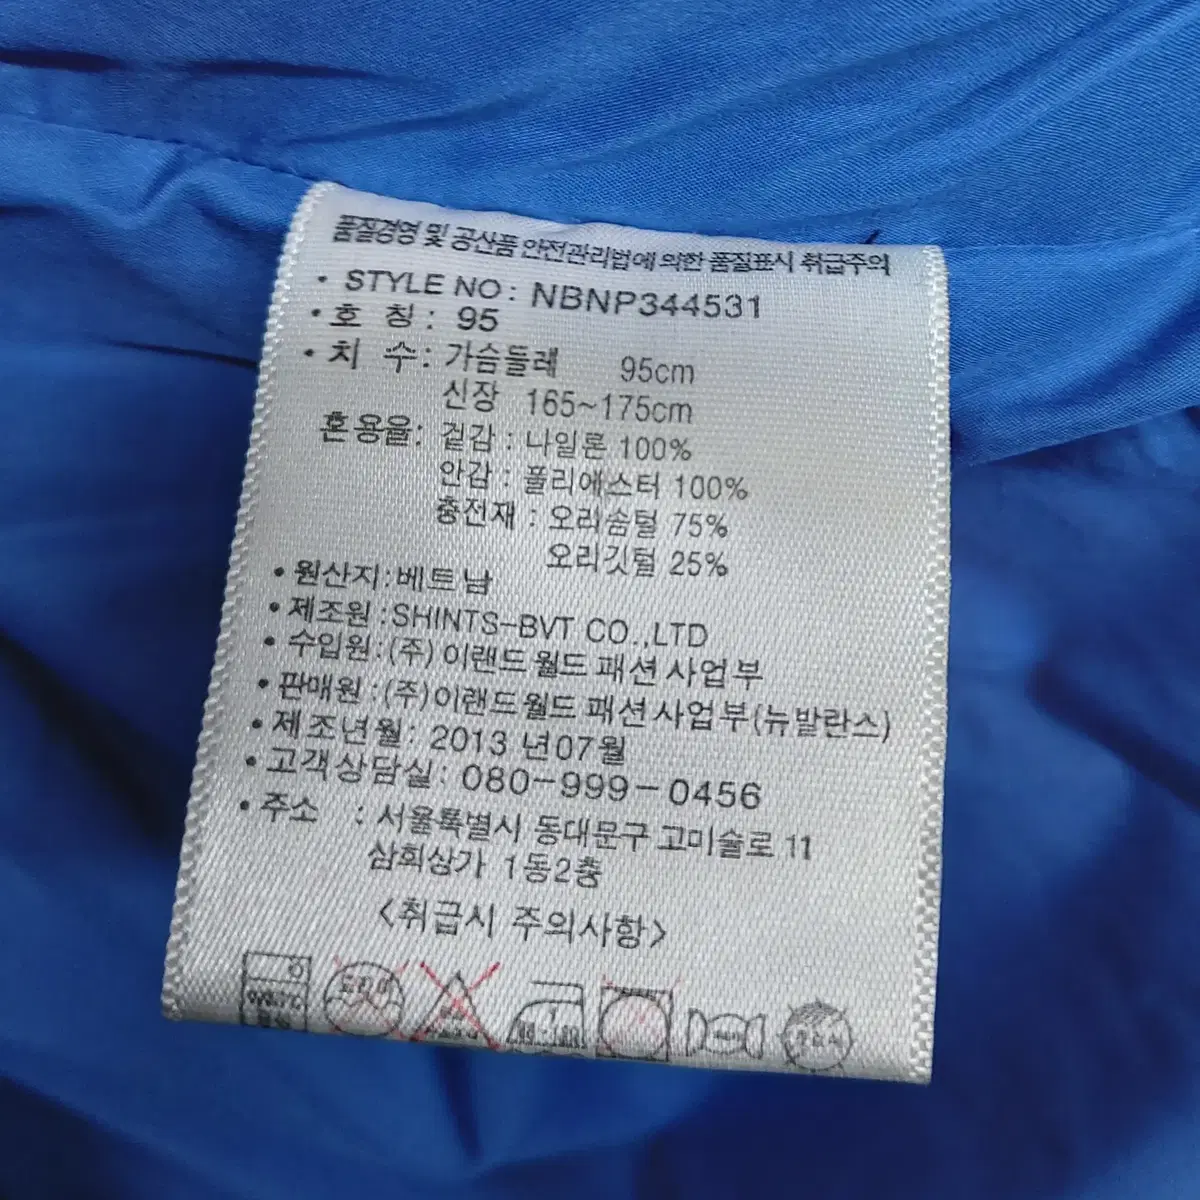 품질경영 및 공산품 안전관리법에 의한 품질표시 취급주의
• STYLE NO : NBNP344531
• 호 칭 : 95
• 치 수 : 가슴둘레 95cm
신장 165~175cm
혼용율 : 겉감 : 나일론 100%
안감 : 폴리에스터 100%
충전재 : 오리솜털 75%
오리깃털 25%
• 원산지 : 베트남
• 제조원 : SHINTS-BVT CO.,LTD
• 수입원 : (주) 이랜드월드 패션사업부
• 판매원 : (주)이랜드월드 패션사업부(뉴발란스)
• 제조년월 : 2013 년07월
• 고객상담실 : 080-999-0456
• 주소 : 서울특별시 동대문구 고미술로 11
삼희상가 1동2층
<취급시 주의사항>
드라이